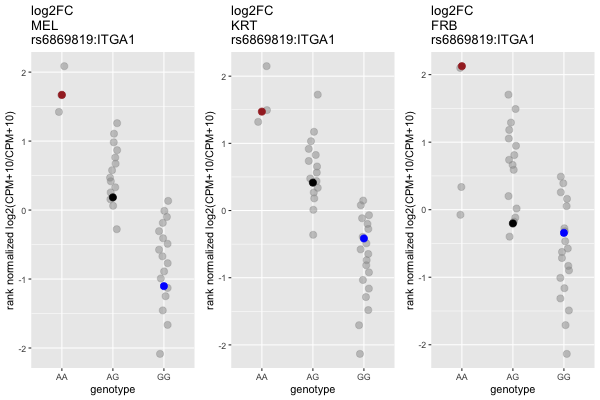 log2FC
MEL
rs6869819:ITGA1
rank normalized log2(CPM+10/CPM+10)
2
1
0
-1
-2
AA
AG
GG
genotype
log2FC
KRT
rs6869819:ITGA1
rank normalized log2(CPM+10/CPM+10)
2
1
0
-1
-2
AA
AG
GG
genotype
log2FC
FRB
rs6869819:ITGA1
rank normalized log2(CPM+10/CPM+10)
2
1
0
-1
-2
AA
AG
GG
genotype